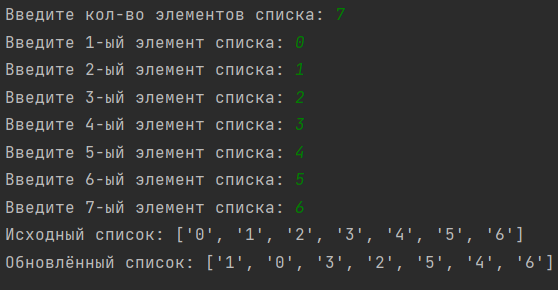 Введите кол-во элементов списка: 7
Введите 1-ый элемент списка: 0
Введите 2-ый элемент списка: 1
Введите 3-ый элемент списка: 2
Введите 4-ый элемент списка: 3
Введите 5-ый элемент списка: 4
Введите 6-ый элемент списка: 5
Введите 7-ый элемент списка: 6
Исходный список: ['0', '1', '2', '3', '4', '5', '6']
Обновлённый список: ['1', '0', '3', '2', '5', '4', '6']